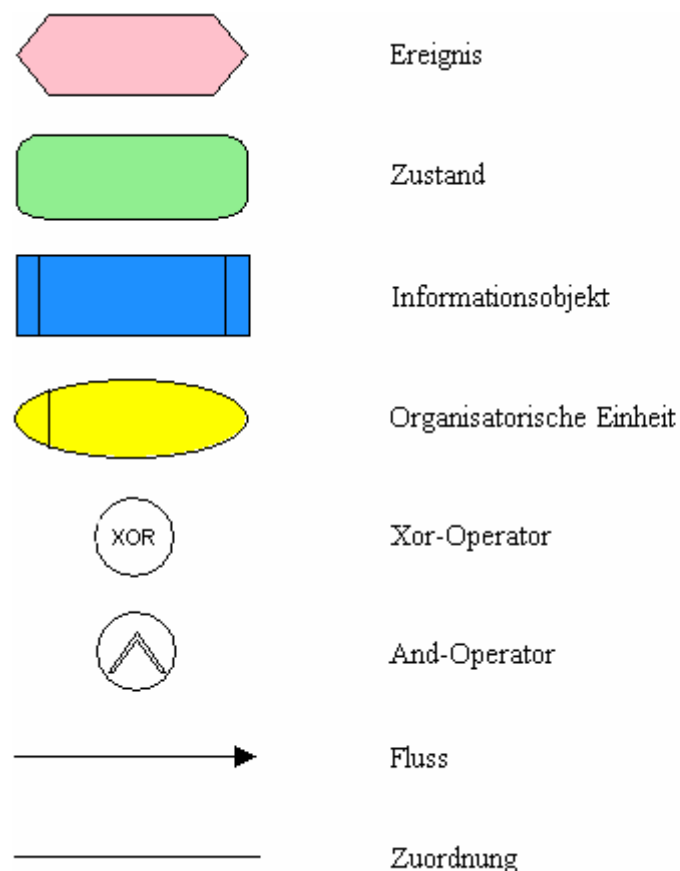 Ereignis
Zustand
Informationsobjekt
Organisatorische Einheit
XOR
Xor-Operator
And-Operator
Fluss
Zuordnung